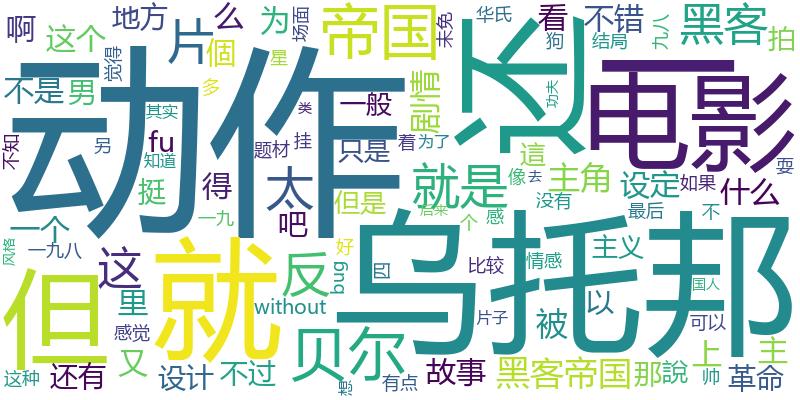 啊 这个 地方 么 为 场面 帝国 未免 华氏 看 不错 黑客
片 個 星 觉得 狗 结局 九八 拍
不是 男 多 剧情 动作 还 电影 功夫
不知 另 fu 其实 知道 题材 类 挂 一般 只是 着 为了 耍
挺 得 太 吧 但是 就是 這 主角 像 去 设定 如果 什么
一个 一九 没有 最后 不 个 感 后来
风格 一九八 这 就 反 好 四 bug 乌托邦 比较 情感 主义 国人
但 里 without 片子 被 以 可以
感觉 又 贝尔 上 主
这种 还有 设计 不过 想 有点 故事 黑客帝国 那 說 帅 革命